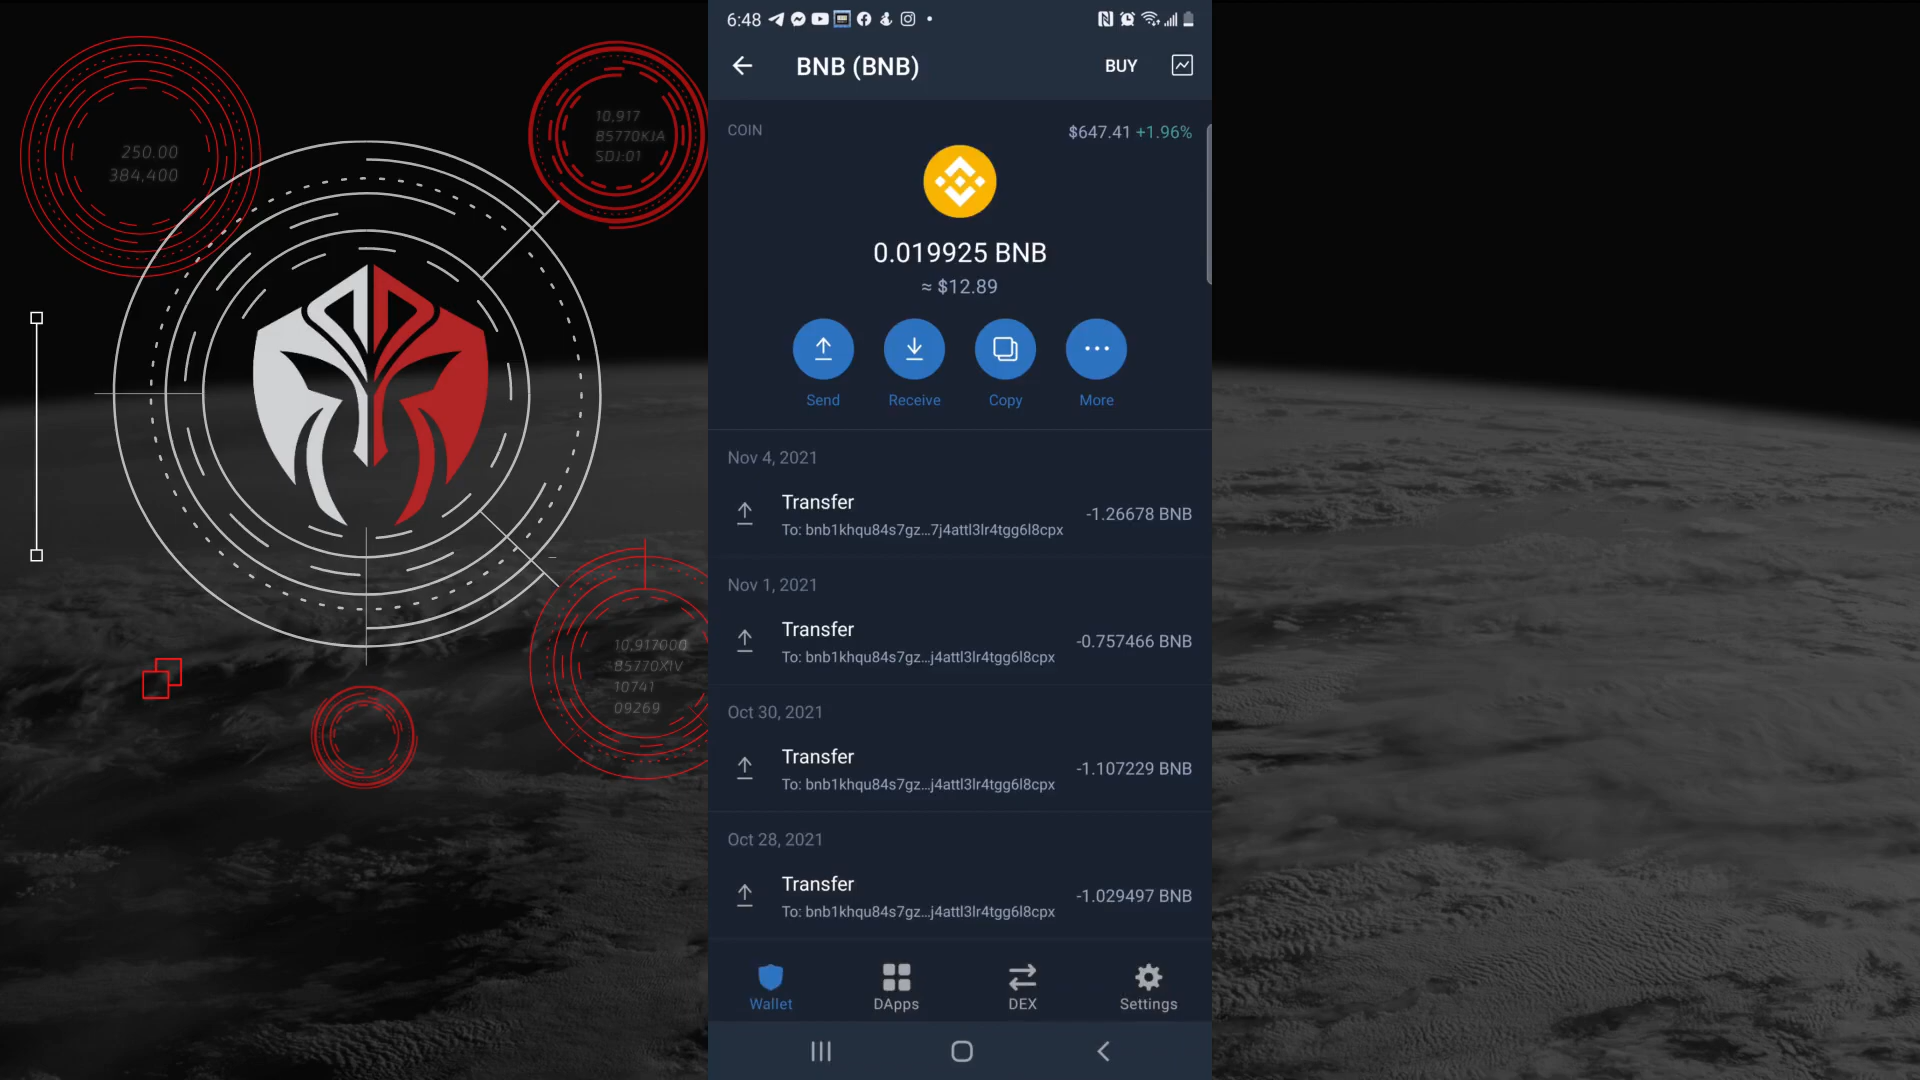 6:48
BNB (BNB)
BUY
COIN
$647.41 +1.96%
0.019925 BNB
≈ $12.89
Send
Receive
Copy
More
Nov 4, 2021
Transfer
-1.26678 BNB
To: bnb1khqu84s7gz...7j4attl3lr4tgg6l8cpx
Nov 1, 2021
Transfer
-0.757466 BNB
To: bnb1khqu84s7gz...j4attl3lr4tgg6l8cpx
Oct 30, 2021
Transfer
-1.107229 BNB
To: bnb1khqu84s7gz...j4attl3lr4tgg6l8cpx
Oct 28, 2021
Transfer
-1.029497 BNB
To: bnb1khqu84s7gz...j4attl3lr4tgg6l8cpx
Wallet
DApps
DEX
Settings
250.00
384,400
10,917
B5770KJA
SDJ:01
10,917000
B5770XIV
10741
09269